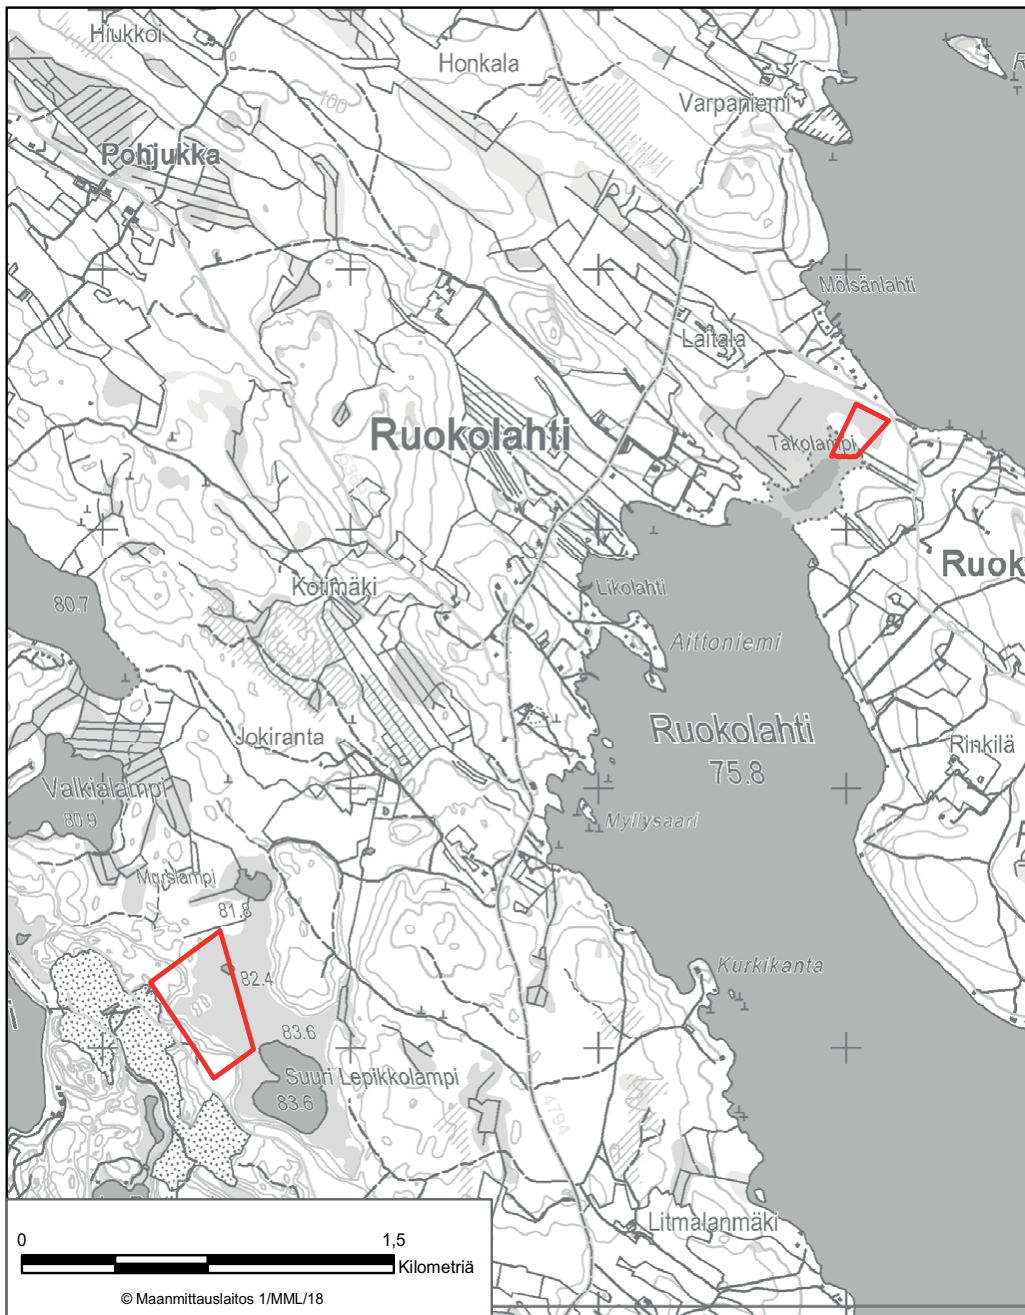 Hiukkoi
Honkala
R
Varpaniemi
100
Pohjukka
Mölsänlahti
Laitala
Ruokolahti
Takolampi
Ruok
Kotimäki
Likolahti
80.7
Aittoniemi
Ruokolahti
75.8
Jokiranta
Rinkilä
Valkialampi
80.9
Myllysaari
H
Murslampi
81.8
Kurkikanta
82.4
90
i
83.6
Suuri Lepikkolampi
83.6
4794
Litmalanmäki
0
1,5
Kilometriä
© Maanmittauslaitos 1/MML/18